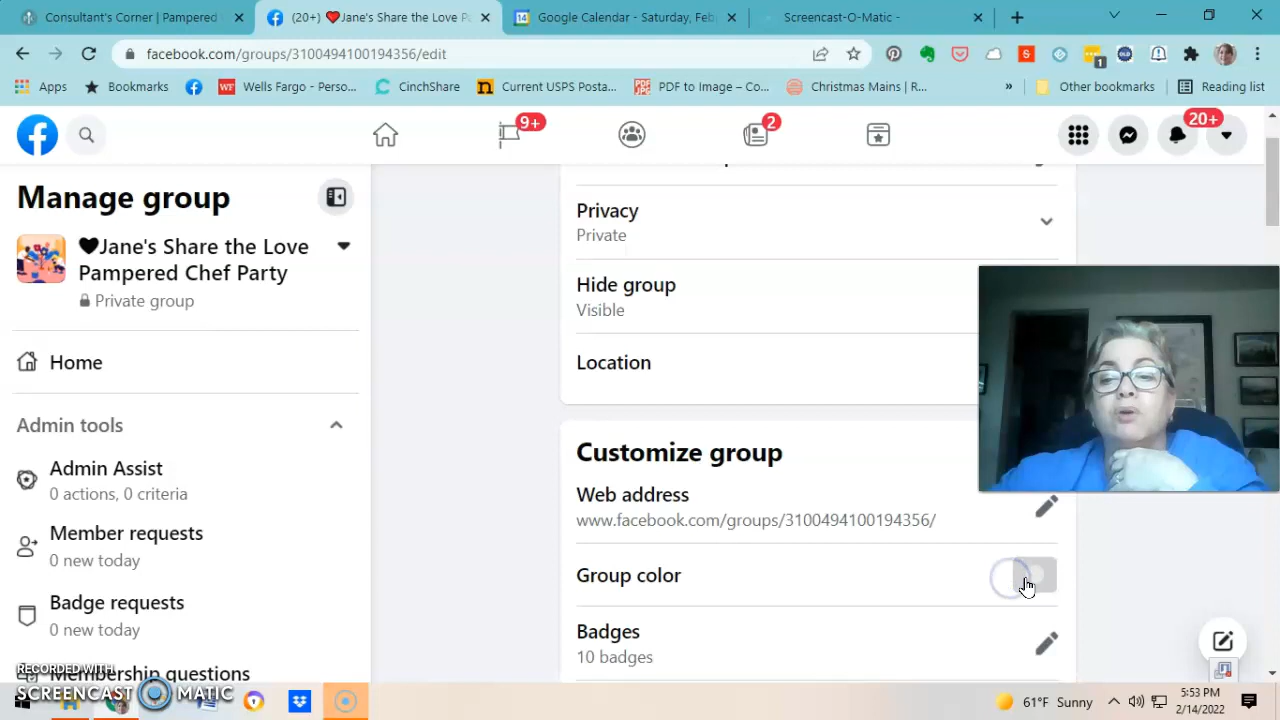 Consultant's Corner | Pampered
(20+) ❤️Jane's Share the Love P
Google Calendar - Saturday, Feb
Screencast-O-Matic -
facebook.com/groups/3100494100194356/edit
Apps
Bookmarks
Wells Fargo - Perso...
CinchShare
Current USPS Posta...
PDF to Image – Co...
Christmas Mains | R...
»
Other bookmarks
Reading list
9+
2
20+
Manage group
🖤Jane's Share the Love
Pampered Chef Party
Private group
Home
Admin tools
Admin Assist
0 actions, 0 criteria
Member requests
0 new today
Badge requests
0 new today
Membership questions
Privacy
Private
Hide group
Visible
Location
Customize group
Web address
www.facebook.com/groups/3100494100194356/
Group color
Badges
10 badges
RECORDED WITH
SCREENCAST MATIC
61°F Sunny
5:53 PM
2/14/2022